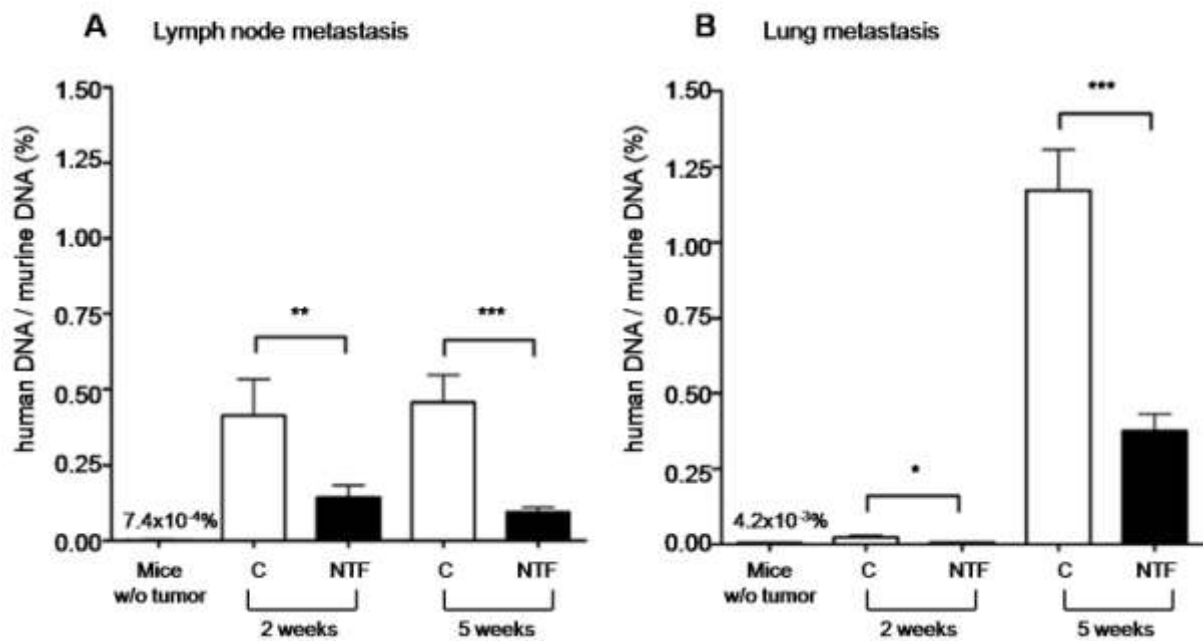 A Lymph node metastasis
human DNA / murine DNA (%)
1.50
1.25
1.00
0.75
0.50
0.25
0.00
**
***
7.4x10⁻⁴%
Mice w/o tumor
C
NTF
C
NTF
2 weeks
5 weeks
B Lung metastasis
human DNA / murine DNA (%)
1.50
1.25
1.00
0.75
0.50
0.25
0.00
***
*
4.2x10⁻³%
Mice w/o tumor
C
NTF
C
NTF
2 weeks
5 weeks